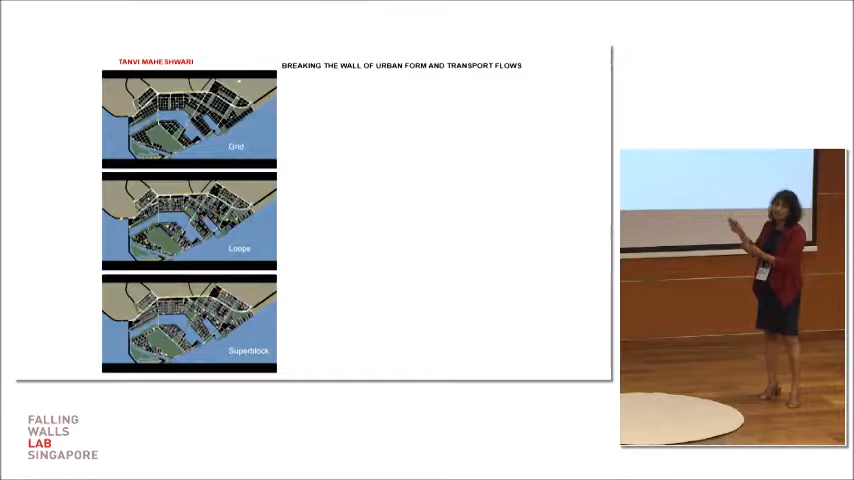 TANVI MAHESHWARI
BREAKING THE WALL OF URBAN FORM AND TRANSPORT FLOWS
Grid
Loops
Superblock
FALLING
WALLS
LAB
SINGAPORE